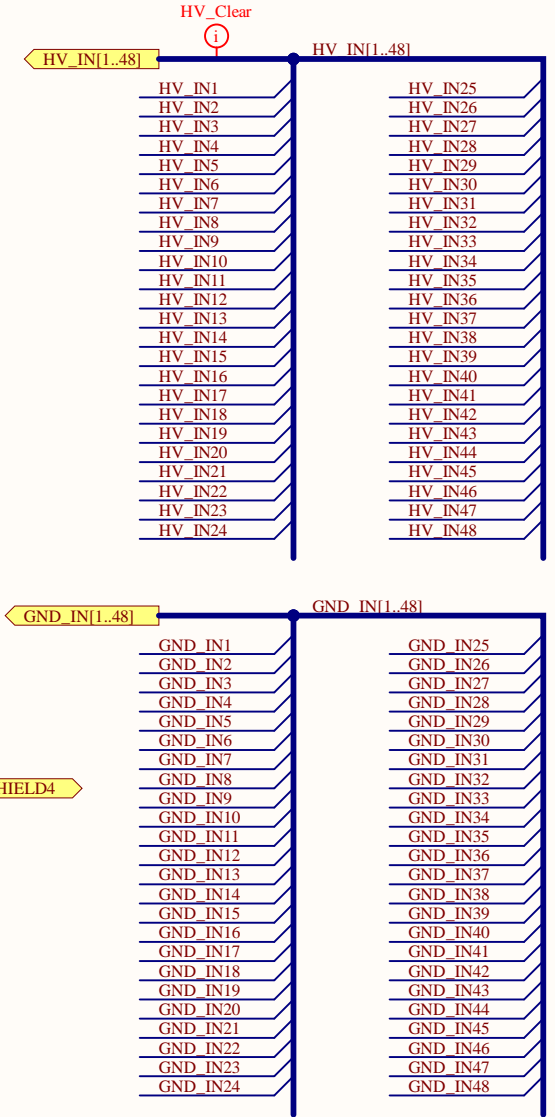 HV_Clear
i
HV_IN[1..48]
HV_IN[1..48]
HV_IN1
HV_IN2
HV_IN3
HV_IN4
HV_IN5
HV_IN6
HV_IN7
HV_IN8
HV_IN9
HV_IN10
HV_IN11
HV_IN12
HV_IN13
HV_IN14
HV_IN15
HV_IN16
HV_IN17
HV_IN18
HV_IN19
HV_IN20
HV_IN21
HV_IN22
HV_IN23
HV_IN24
HV_IN25
HV_IN26
HV_IN27
HV_IN28
HV_IN29
HV_IN30
HV_IN31
HV_IN32
HV_IN33
HV_IN34
HV_IN35
HV_IN36
HV_IN37
HV_IN38
HV_IN39
HV_IN40
HV_IN41
HV_IN42
HV_IN43
HV_IN44
HV_IN45
HV_IN46
HV_IN47
HV_IN48
GND_IN[1..48]
GND_IN[1..48]
HIELD4
GND_IN1
GND_IN2
GND_IN3
GND_IN4
GND_IN5
GND_IN6
GND_IN7
GND_IN8
GND_IN9
GND_IN10
GND_IN11
GND_IN12
GND_IN13
GND_IN14
GND_IN15
GND_IN16
GND_IN17
GND_IN18
GND_IN19
GND_IN20
GND_IN21
GND_IN22
GND_IN23
GND_IN24
GND_IN25
GND_IN26
GND_IN27
GND_IN28
GND_IN29
GND_IN30
GND_IN31
GND_IN32
GND_IN33
GND_IN34
GND_IN35
GND_IN36
GND_IN37
GND_IN38
GND_IN39
GND_IN40
GND_IN41
GND_IN42
GND_IN43
GND_IN44
GND_IN45
GND_IN46
GND_IN47
GND_IN48